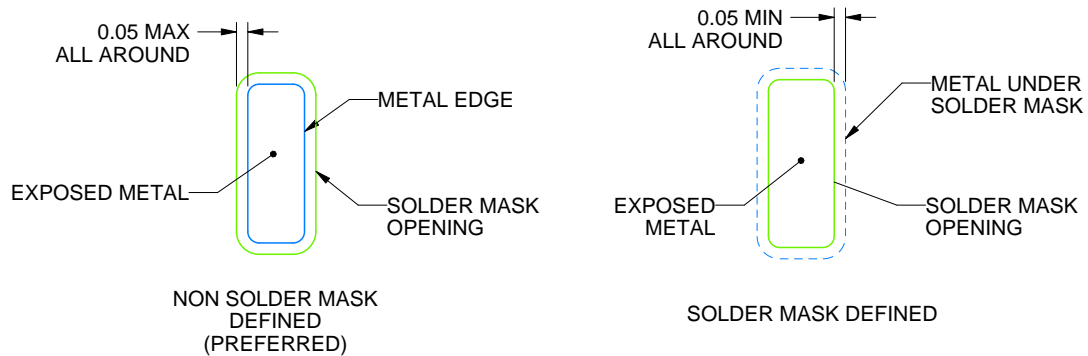 0.05 MAX
ALL AROUND
METAL EDGE
EXPOSED METAL
SOLDER MASK
OPENING
NON SOLDER MASK
DEFINED
(PREFERRED)
0.05 MIN
ALL AROUND
METAL UNDER
SOLDER MASK
EXPOSED
METAL
SOLDER MASK
OPENING
SOLDER MASK DEFINED